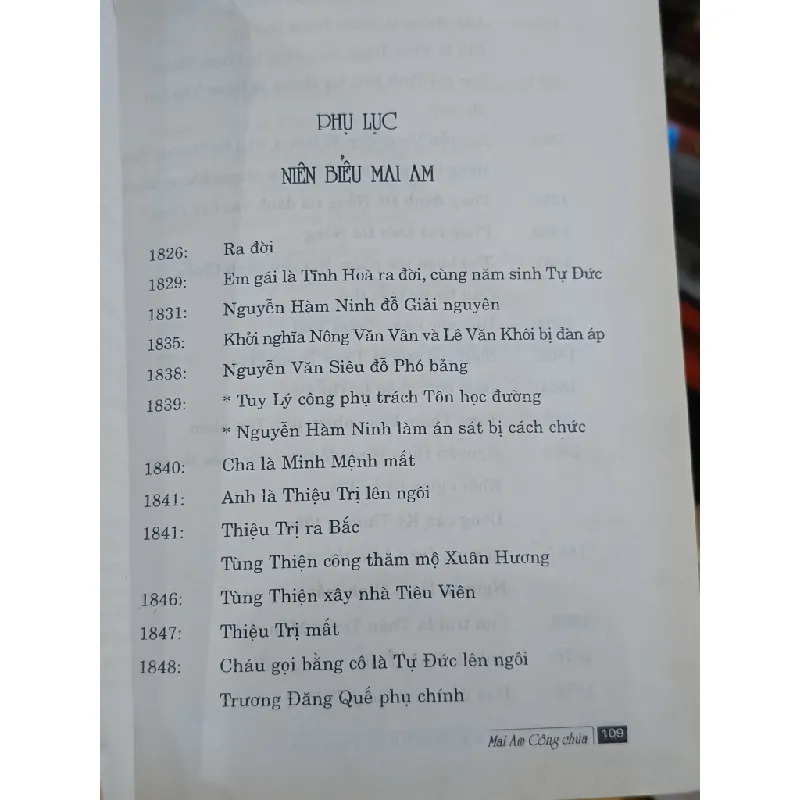 PHỤ LỤC
NIÊN BIỂU MAI AM
1826: Ra đời
1829: Em gái là Tĩnh Hoà ra đời, cùng năm sinh Tự Đức
1831: Nguyễn Hàm Ninh đỗ Giải nguyên
1835: Khởi nghĩa Nông Văn Vân và Lê Văn Khôi bị đàn áp
1838: Nguyễn Văn Siêu đỗ Phó bảng
1839: * Tuy Lý công phụ trách Tôn học đường
* Nguyễn Hàm Ninh làm án sát bị cách chức
1840: Cha là Minh Mệnh mất
1841: Anh là Thiệu Trị lên ngôi
1841: Thiệu Trị ra Bắc
Tùng Thiện công thăm mộ Xuân Hương
1846: Tùng Thiện xây nhà Tiêu Viên
1847: Thiệu Trị mất
1848: Cháu gọi bằng cô là Tự Đức lên ngôi
Trương Đăng Quế phụ chính
Mai Am Công chúa 109